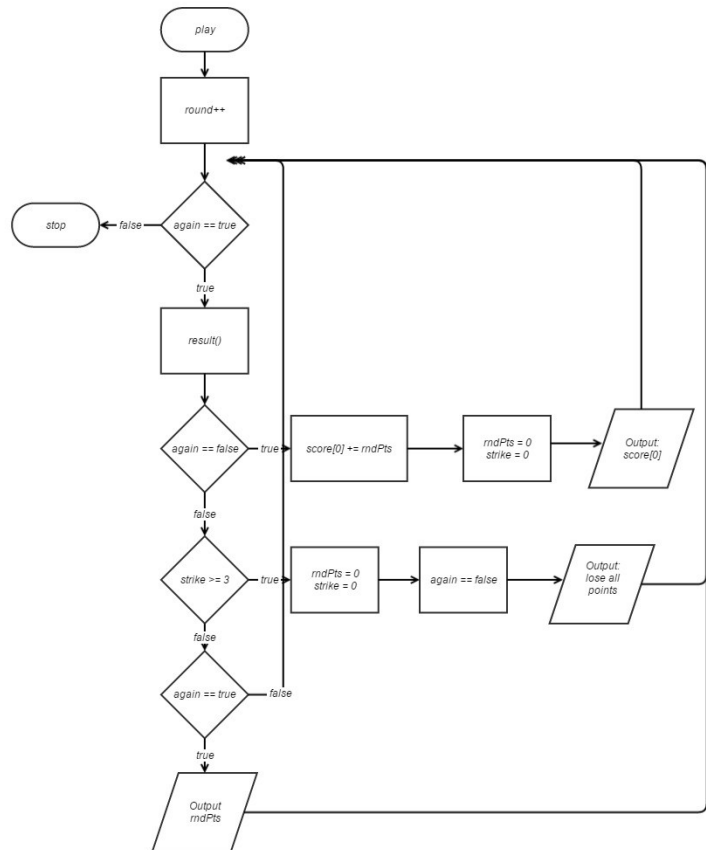 play
round++
stop
false
again == true
true
result()
again == false
true
score[0] += rndPts
rndPts = 0
strike = 0
Output:
score[0]
false
strike >= 3
true
rndPts = 0
strike = 0
again == false
Output:
lose all
points
false
again == true
false
true
Output
rndPts